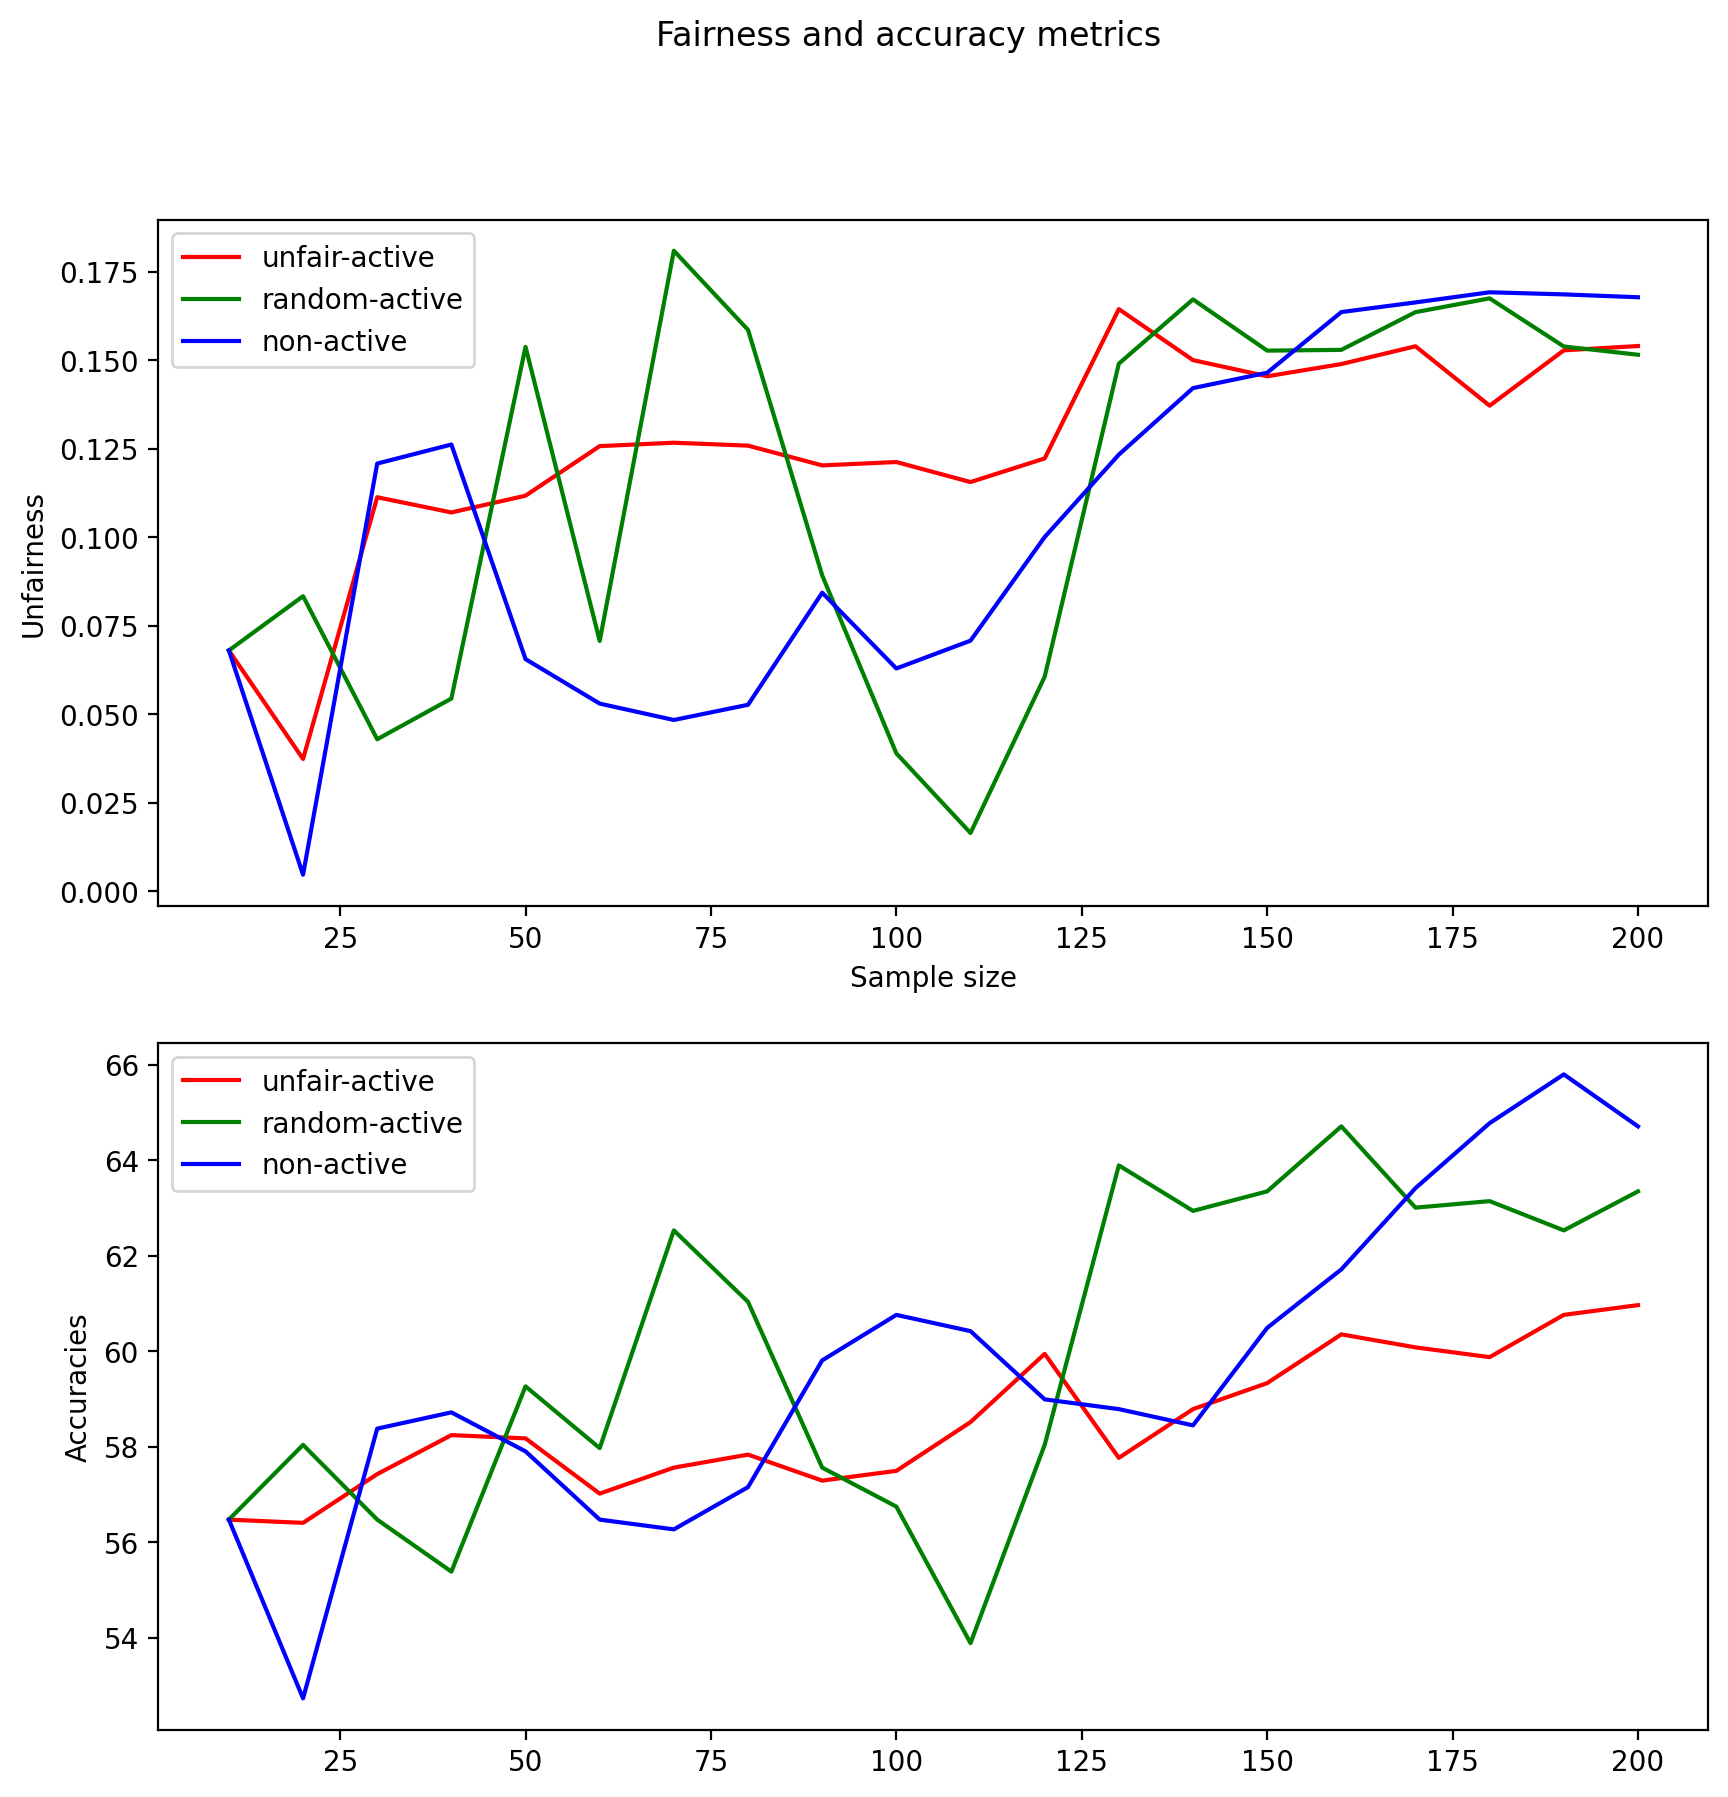 Fairness and accuracy metrics
unfair-active
random-active
non-active
0.175
0.150
0.125
0.100
0.075
0.050
0.025
0.000
Unfairness
25 50 75 100 125 150 175 200
Sample size
unfair-active
random-active
non-active
66
64
62
60
58
56
54
Accuracies
25 50 75 100 125 150 175 200